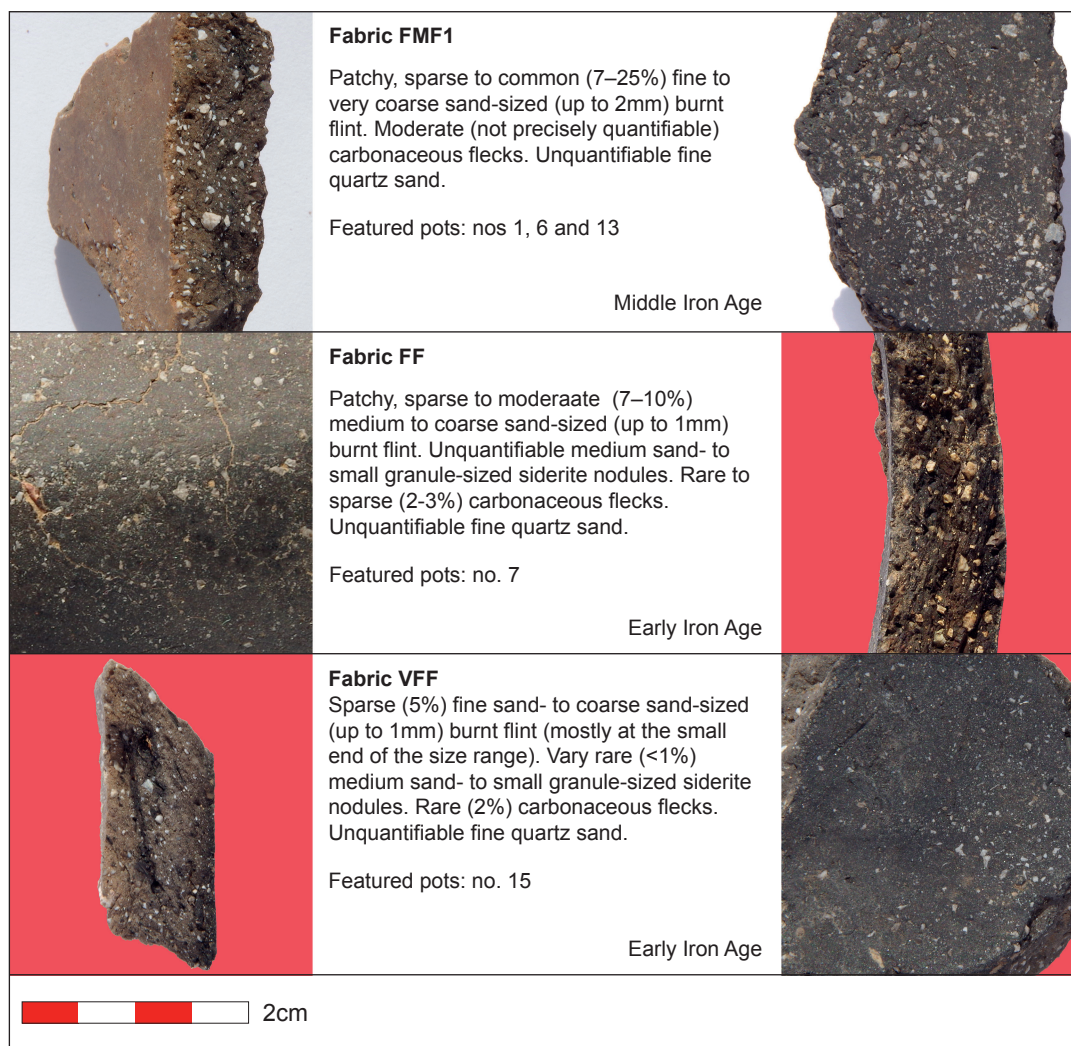 Fabric FMF1
Patchy, sparse to common (7–25%) fine to
very coarse sand-sized (up to 2mm) burnt
flint. Moderate (not precisely quantifiable)
carbonaceous flecks. Unquantifiable fine
quartz sand.
Featured pots: nos 1, 6 and 13
Middle Iron Age
Fabric FF
Patchy, sparse to moderaate (7–10%)
medium to coarse sand-sized (up to 1mm)
burnt flint. Unquantifiable medium sand- to
small granule-sized siderite nodules. Rare to
sparse (2-3%) carbonaceous flecks.
Unquantifiable fine quartz sand.
Featured pots: no. 7
Early Iron Age
Fabric VFF
Sparse (5%) fine sand- to coarse sand-sized
(up to 1mm) burnt flint (mostly at the small
end of the size range). Vary rare (<1%)
medium sand- to small granule-sized siderite
nodules. Rare (2%) carbonaceous flecks.
Unquantifiable fine quartz sand.
Featured pots: no. 15
Early Iron Age
2cm